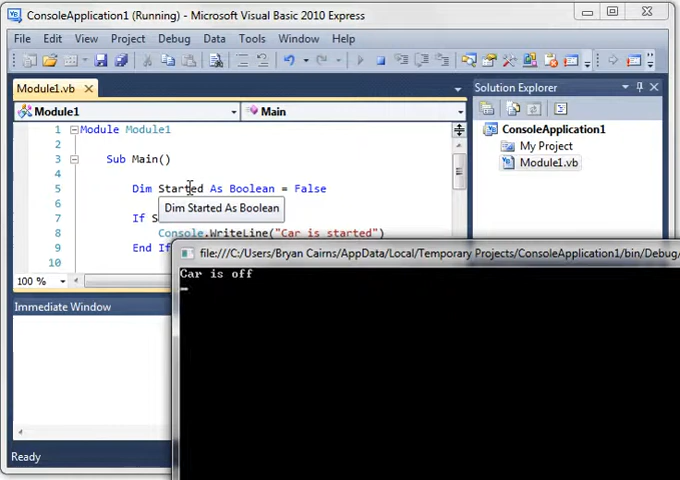 ConsoleApplication1 (Running) - Microsoft Visual Basic 2010 Express
File Edit View Project Debug Data Tools Window Help
Module1.vb
Solution Explorer
Module1 Main
ConsoleApplication1
My Project
Module1.vb
1 Module Module1
2
3 Sub Main()
4
5 Dim Started As Boolean = False
6
Dim Started As Boolean
7 If S
8 Console.WriteLine("Car is started")
9 End If
10
100 %
file:///C:/Users/Bryan Cairns/AppData/Local/Temporary Projects/ConsoleApplication1/bin/Debug/
Car is off
Immediate Window
Ready